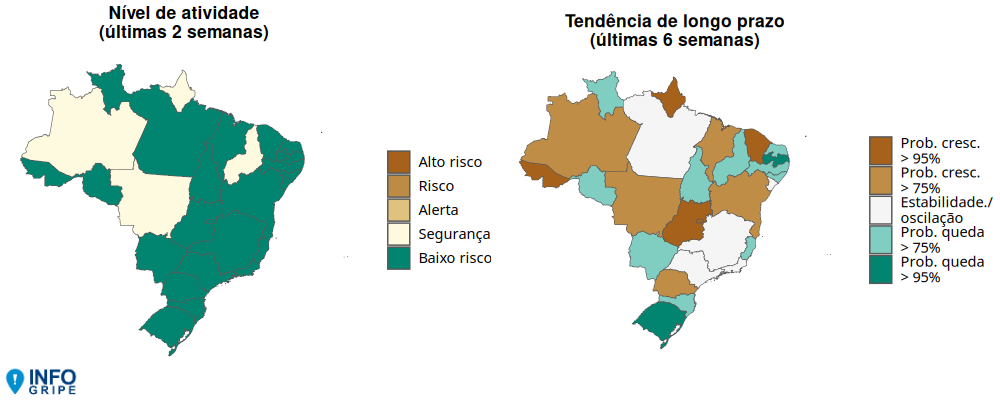 Nível de atividade
(últimas 2 semanas)
Alto risco
Risco
Alerta
Segurança
Baixo risco
Tendência de longo prazo
(últimas 6 semanas)
Prob. cresc.
> 95%
Prob. cresc.
> 75%
Estabilidade./
oscilação
Prob. queda
> 75%
Prob. queda
> 95%
INFO
GRIPE